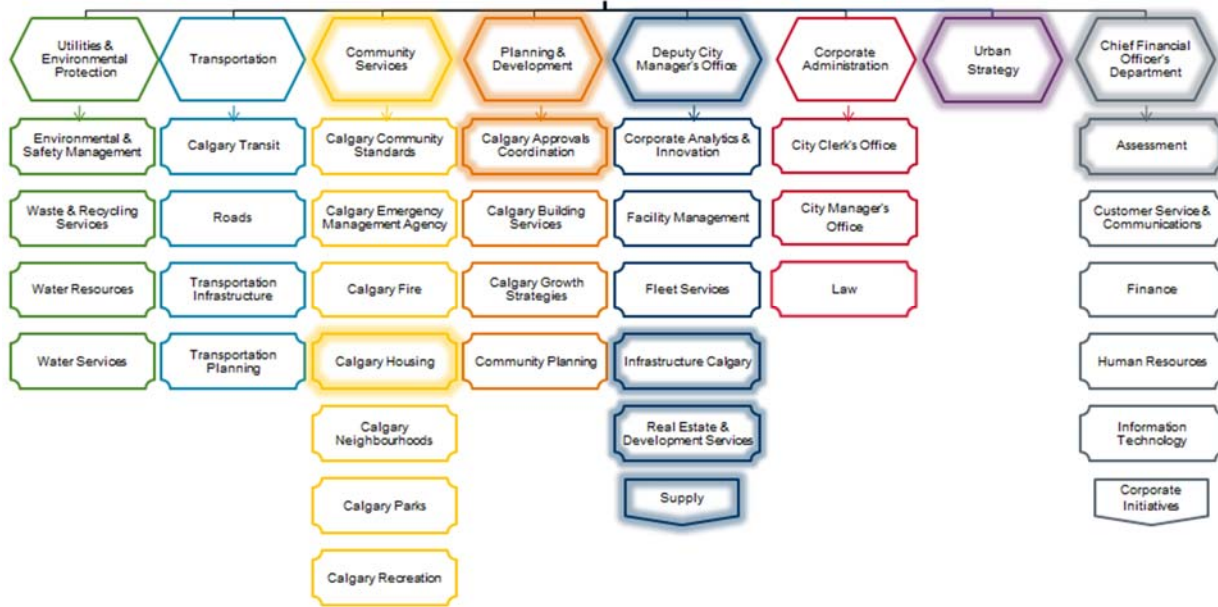 Utilities &
Environmental
Protection
Transportation
Community
Services
Planning &
Development
Deputy City
Manager's Office
Corporate
Administration
Urban
Strategy
Chief Financial
Officer's
Department
Environmental &
Safety Management
Calgary Transit
Calgary Community
Standards
Calgary Approvals
Coordination
Corporate Analytics &
Innovation
City Clerk's Office
Assessment
Waste & Recycling
Services
Roads
Calgary Emergency
Management Agency
Calgary Building
Services
Facility Management
City Manager's
Office
Customer Service &
Communications
Water Resources
Transportation
Infrastructure
Calgary Fire
Calgary Growth
Strategies
Fleet Services
Law
Finance
Water Services
Transportation
Planning
Calgary Housing
Community Planning
Infrastructure Calgary
Human Resources
Calgary
Neighbourhoods
Real Estate &
Development Services
Information
Technology
Calgary Parks
Supply
Corporate
Initiatives
Calgary Recreation